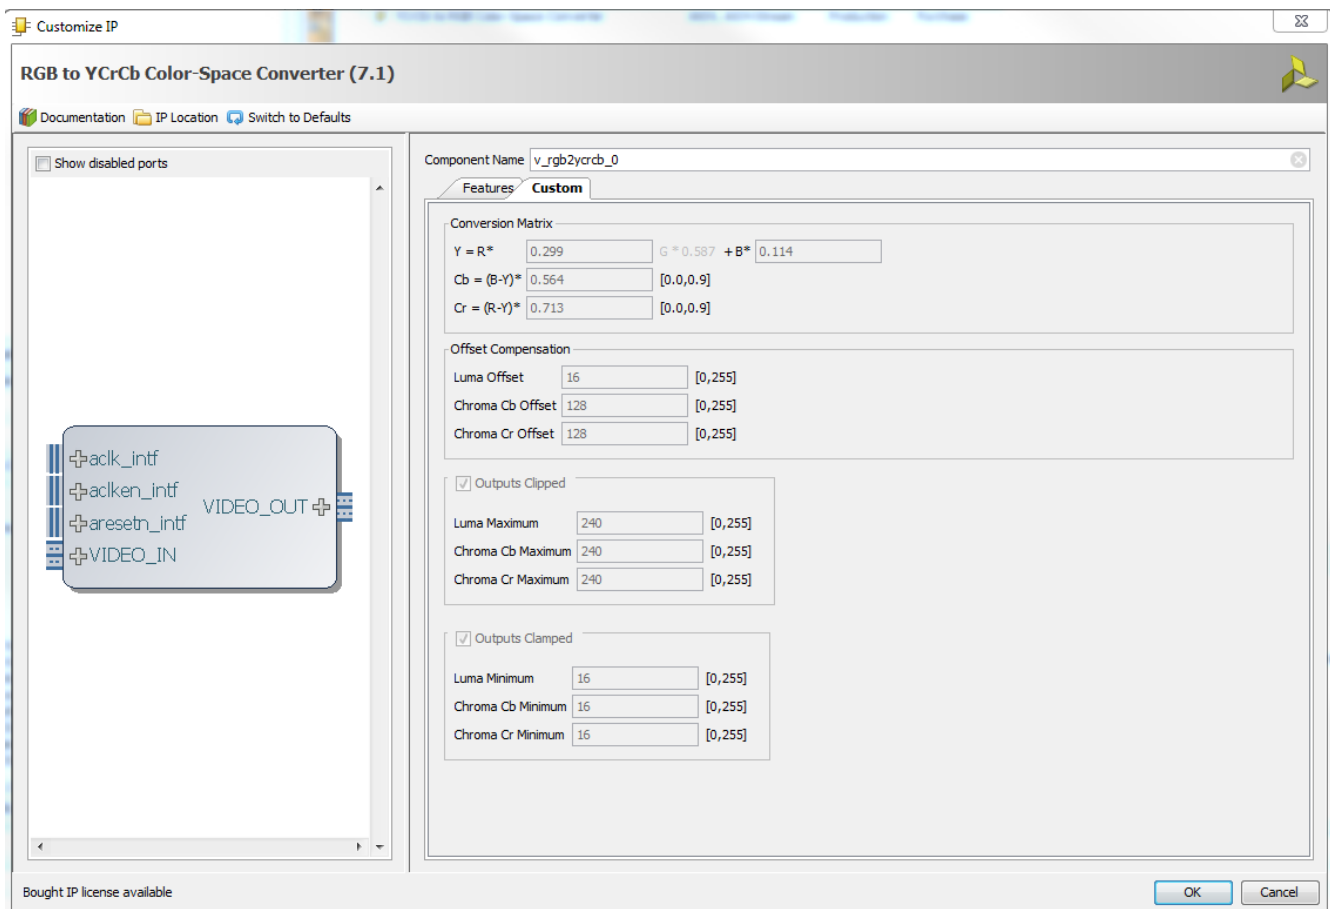 Customize IP
RGB to YCrCb Color-Space Converter (7.1)
Documentation IP Location Switch to Defaults
Show disabled ports
aclk_intf
aclken_intf
aresetn_intf
VIDEO_IN
VIDEO_OUT
Component Name v_rgb2ycrcb_0
Features Custom
Conversion Matrix
Y = R* 0.299 G * 0.587 + B* 0.114
Cb = (B-Y)* 0.564 [0.0,0.9]
Cr = (R-Y)* 0.713 [0.0,0.9]
Offset Compensation
Luma Offset 16 [0,255]
Chroma Cb Offset 128 [0,255]
Chroma Cr Offset 128 [0,255]
Outputs Clipped
Luma Maximum 240 [0,255]
Chroma Cb Maximum 240 [0,255]
Chroma Cr Maximum 240 [0,255]
Outputs Clamped
Luma Minimum 16 [0,255]
Chroma Cb Minimum 16 [0,255]
Chroma Cr Minimum 16 [0,255]
Bought IP license available
OK Cancel